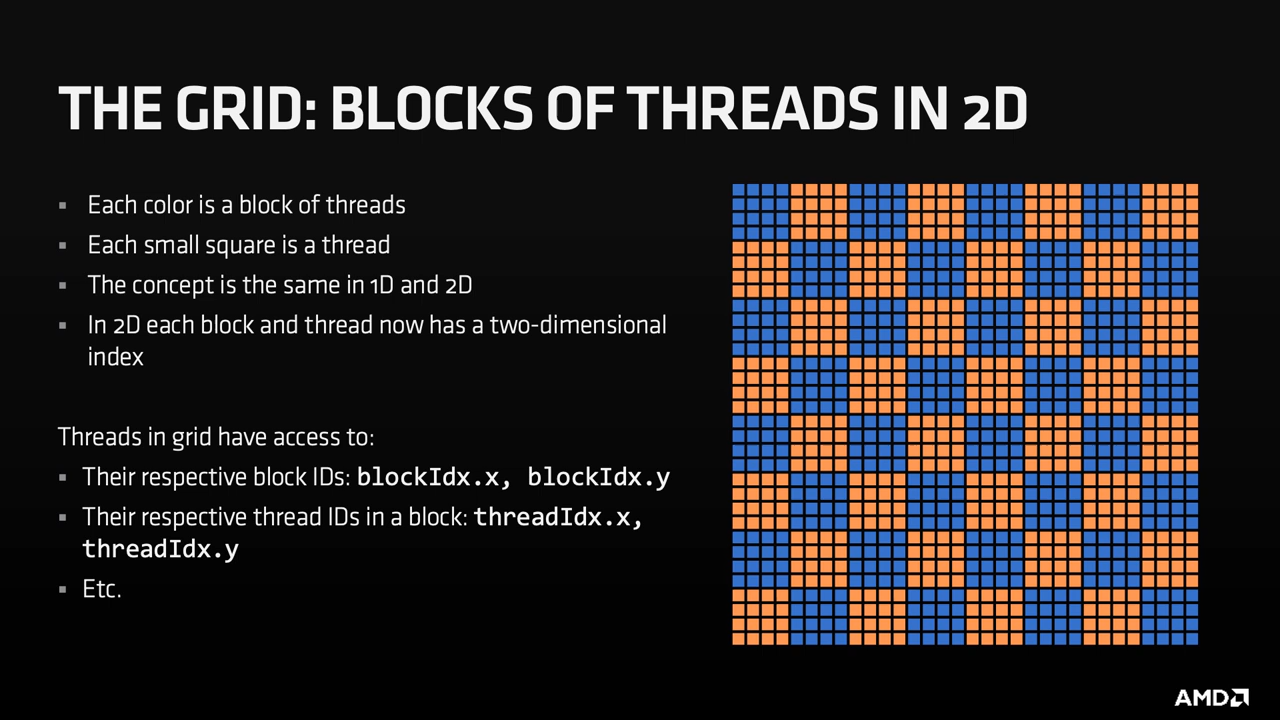 THE GRID: BLOCKS OF THREADS IN 2D
▪ Each color is a block of threads
▪ Each small square is a thread
▪ The concept is the same in 1D and 2D
▪ In 2D each block and thread now has a two-dimensional
index
Threads in grid have access to:
▪ Their respective block IDs: blockIdx.x, blockIdx.y
▪ Their respective thread IDs in a block: threadIdx.x,
threadIdx.y
▪ Etc.
AMD